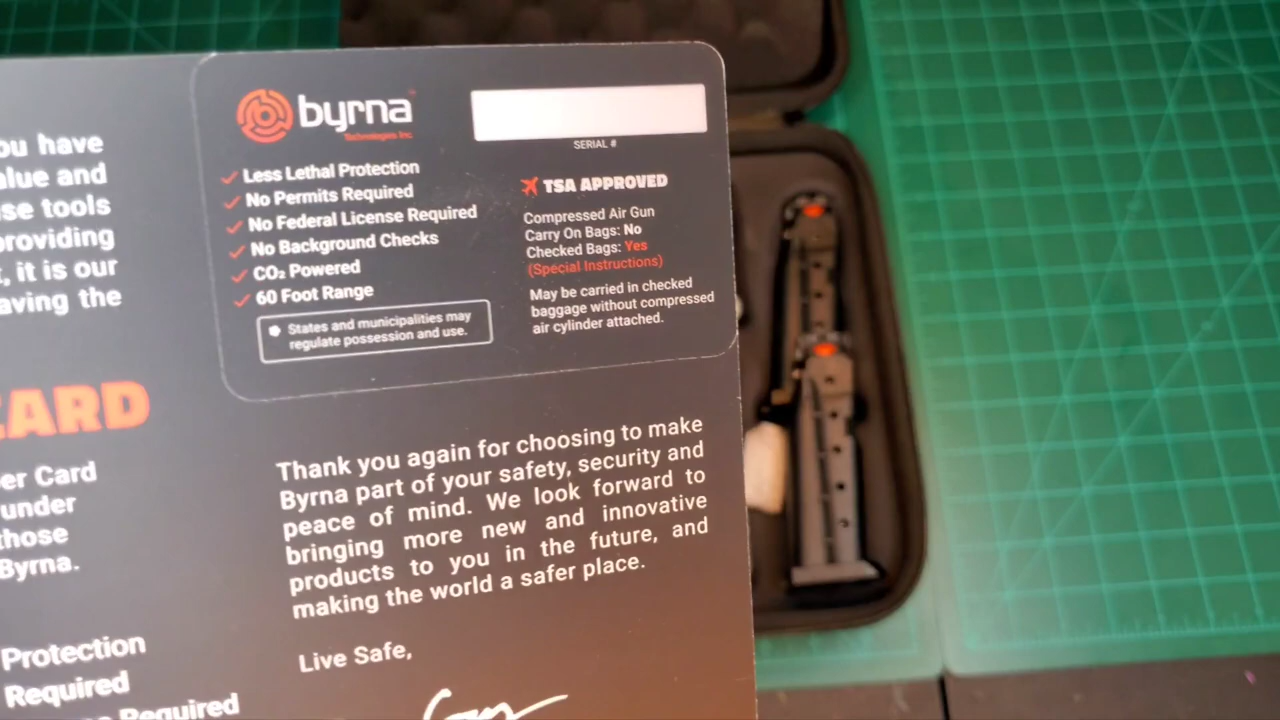 ou have
alue and
se tools
providing
, it is our
aving the
CARD
er Card
under
those
Byrna.
Protection
Required
Required
byrna
Technologies Inc.
Less Lethal Protection
No Permits Required
No Federal License Required
No Background Checks
CO₂ Powered
60 Foot Range
States and municipalities may
regulate possession and use.
SERIAL #
TSA APPROVED
Compressed Air Gun
Carry On Bags: No
Checked Bags: Yes
(Special Instructions)
May be carried in checked
baggage without compressed
air cylinder attached.
Thank you again for choosing to make
Byrna part of your safety, security and
peace of mind. We look forward to
bringing more new and innovative
products to you in the future, and
making the world a safer place.
Live Safe,